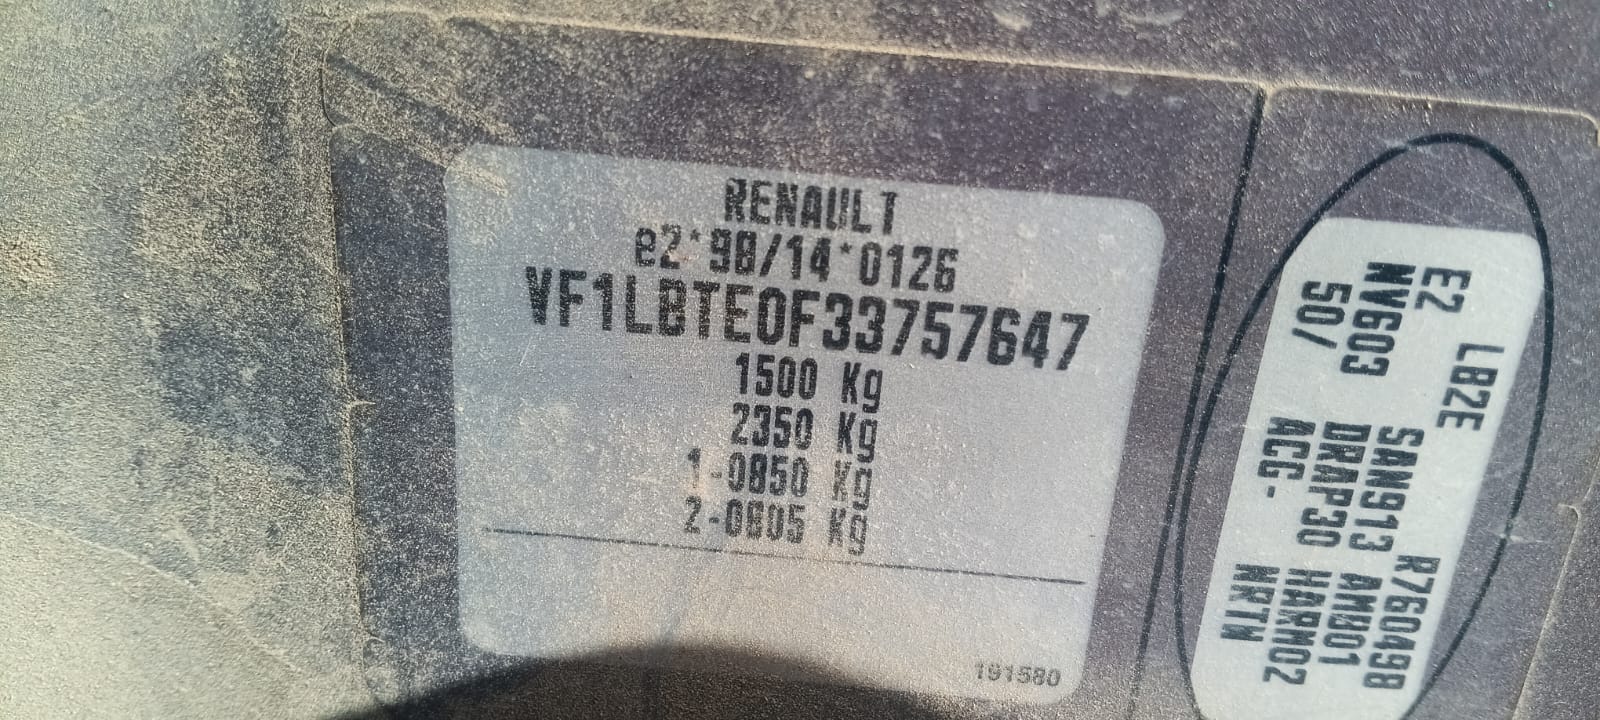 RENAULT
e2*98/14*0126
VF1LBTE0F33757647
1500 Kg
2350 Kg
1-0850 Kg
2-0805 Kg
191580
LB2E R760498
E2 SAN913 AMB01
NV603 DRAP30 HARM02
50/ ACC- NRTW